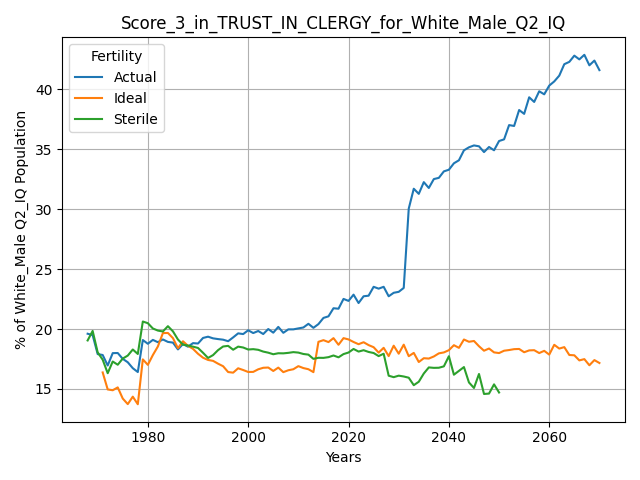 Score_3_in_TRUST_IN_CLERGY_for_White_Male_Q2_IQ
Fertility
Actual
Ideal
Sterile
% of White_Male Q2_IQ Population
40
35
30
25
20
15
1980
2000
2020
2040
2060
Years